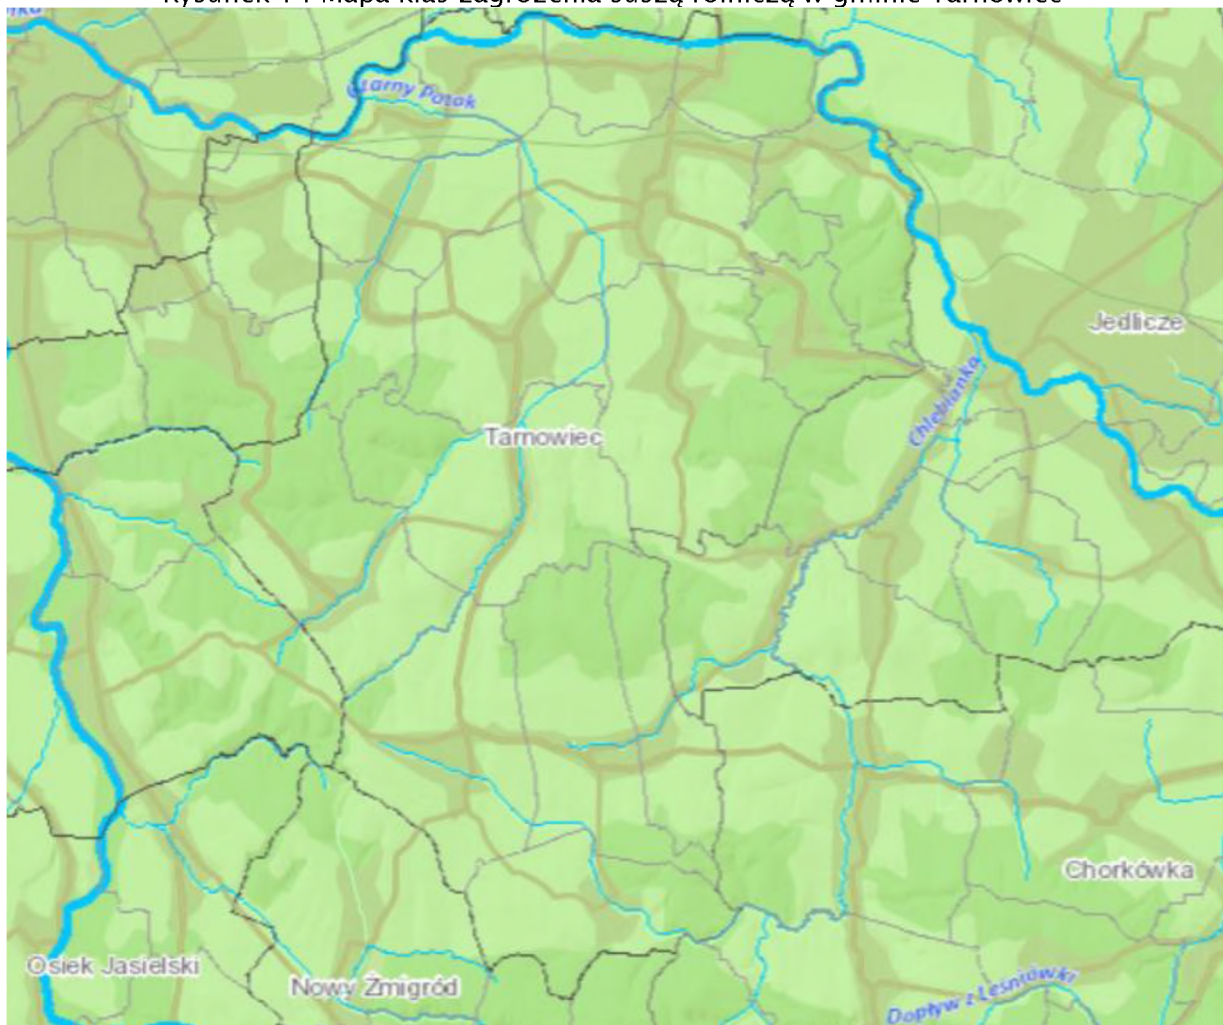 Czarny Potok
Jedlicze
Chlebianka
Tarnowiec
Chorkówka
Osiek Jasielski
Nowy Żmigród
Dopływ z Leśniówki